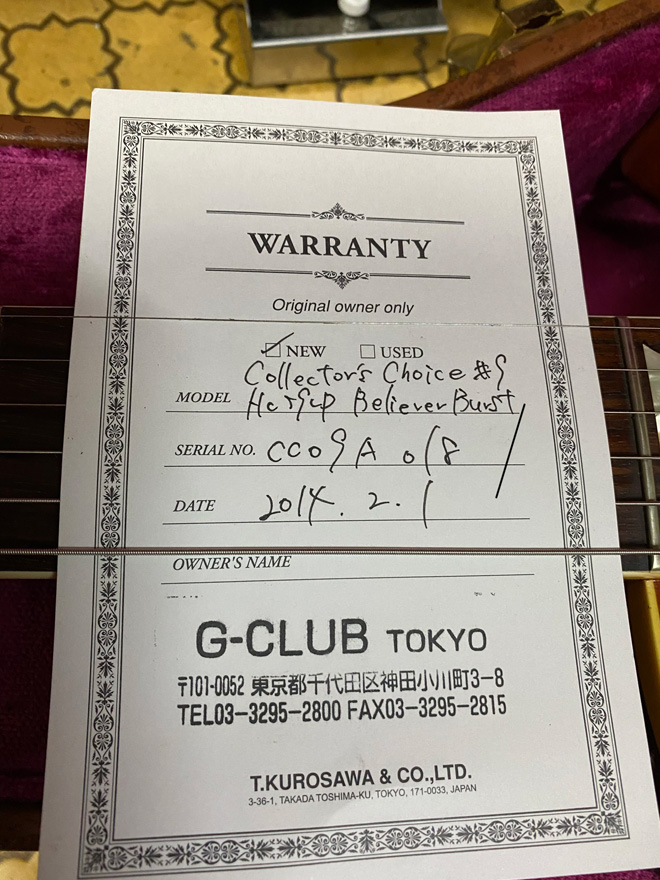 WARRANTY
Original owner only
NEW USED
Collector's Choice #9
MODEL Believer Burst
SERIAL NO. CC09A018
DATE 2014. 2. 1
OWNER'S NAME
G-CLUB TOKYO
〒101-0052 東京都千代田区神田小川町3-8
TEL03-3295-2800 FAX03-3295-2815
T.KUROSAWA & CO.,LTD.
3-36-1, TAKADA TOSHIMA-KU, TOKYO, 171-0033, JAPAN